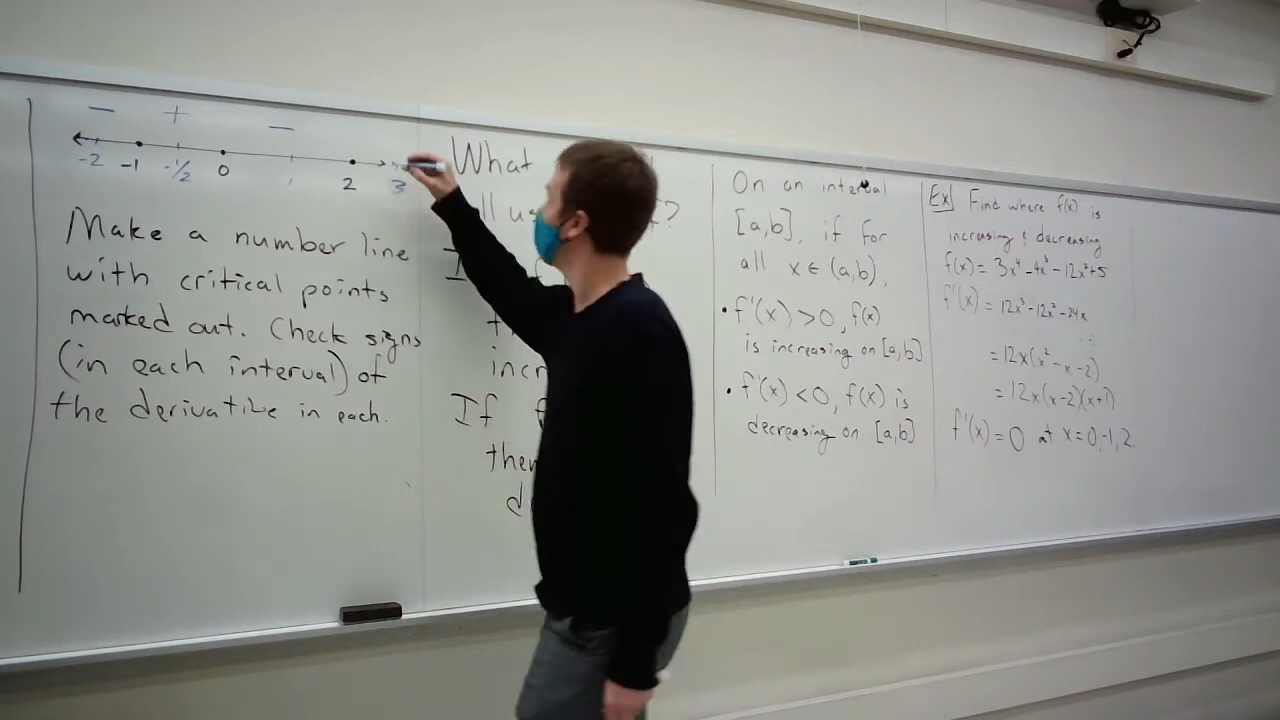 − + −
-2 -1 -1/2 0 1 2 3
Make a number line
with critical points
marked out. Check signs
(in each interval) of
the derivative in each.
What
If
incr
If
then
On an interval
[a,b], if for
all x ∈ (a,b),
• f'(x) > 0, f(x)
is increasing on [a,b]
• f'(x) < 0, f(x) is
decreasing on [a,b]
Ex Find where f(x) is
increasing & decreasing
f(x) = 3x⁴ - 4x³ - 12x² + 5
f'(x) = 12x³ - 12x² - 24x
= 12x(x² - x - 2)
= 12x(x-2)(x+1)
f'(x) = 0 at x = 0, -1, 2